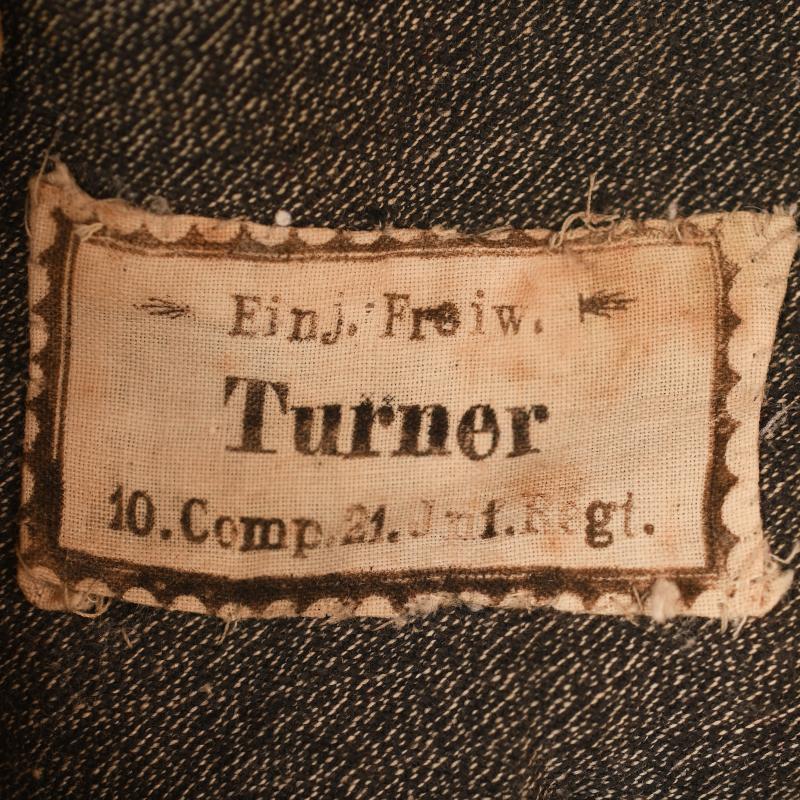 Einj. Freiw.
Turner
10. Comp. 21. Inf. Regt.